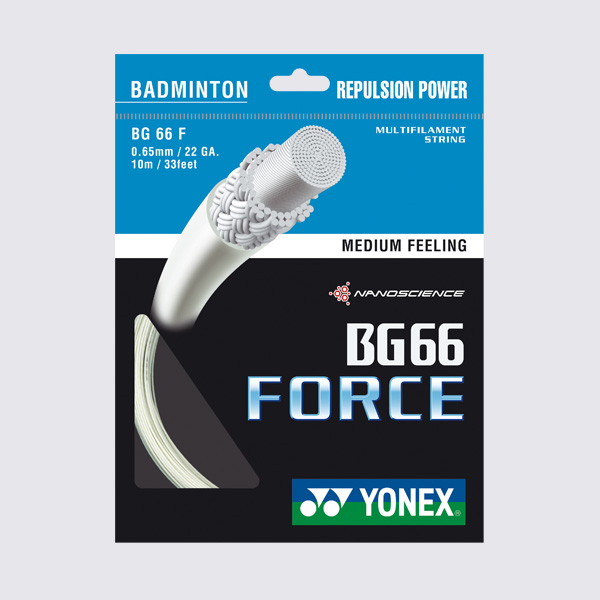 BADMINTON
REPULSION POWER
BG 66 F
0.65mm / 22 GA.
10m / 33feet
MULTIFILAMENT
STRING
MEDIUM FEELING
NANOSCIENCE
BG66
FORCE
YONEX®